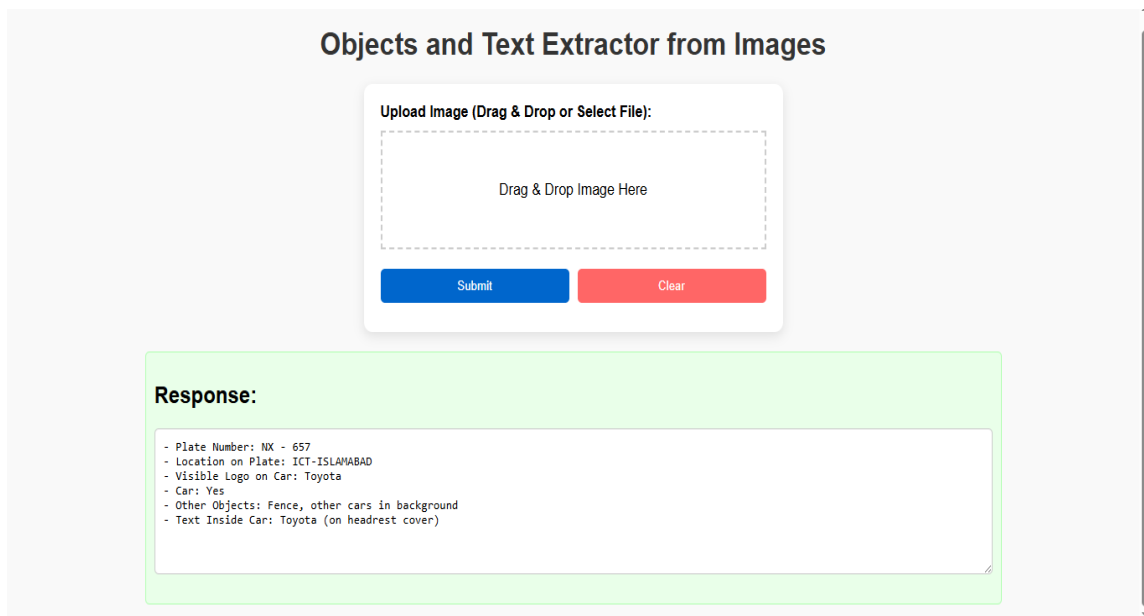 Objects and Text Extractor from Images
Upload Image (Drag & Drop or Select File):
Drag & Drop Image Here
Submit
Clear
Response:
- Plate Number: NX - 657
- Location on Plate: ICT-ISLAMABAD
- Visible Logo on Car: Toyota
- Car: Yes
- Other Objects: Fence, other cars in background
- Text Inside Car: Toyota (on headrest cover)